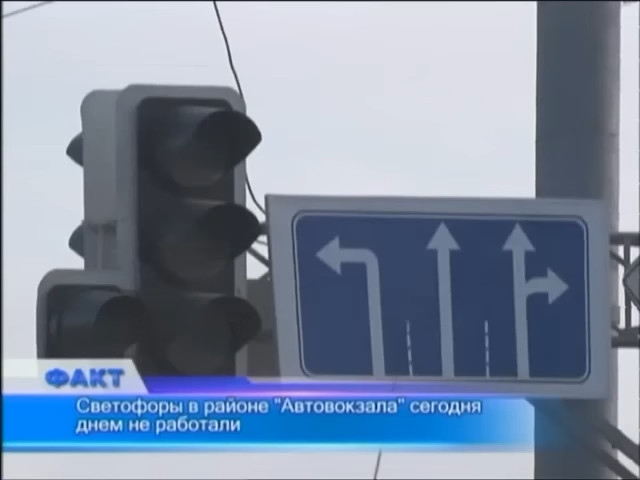 ФАКТ
Светофоры в районе "Автовокзала" сегодня
днем не работали